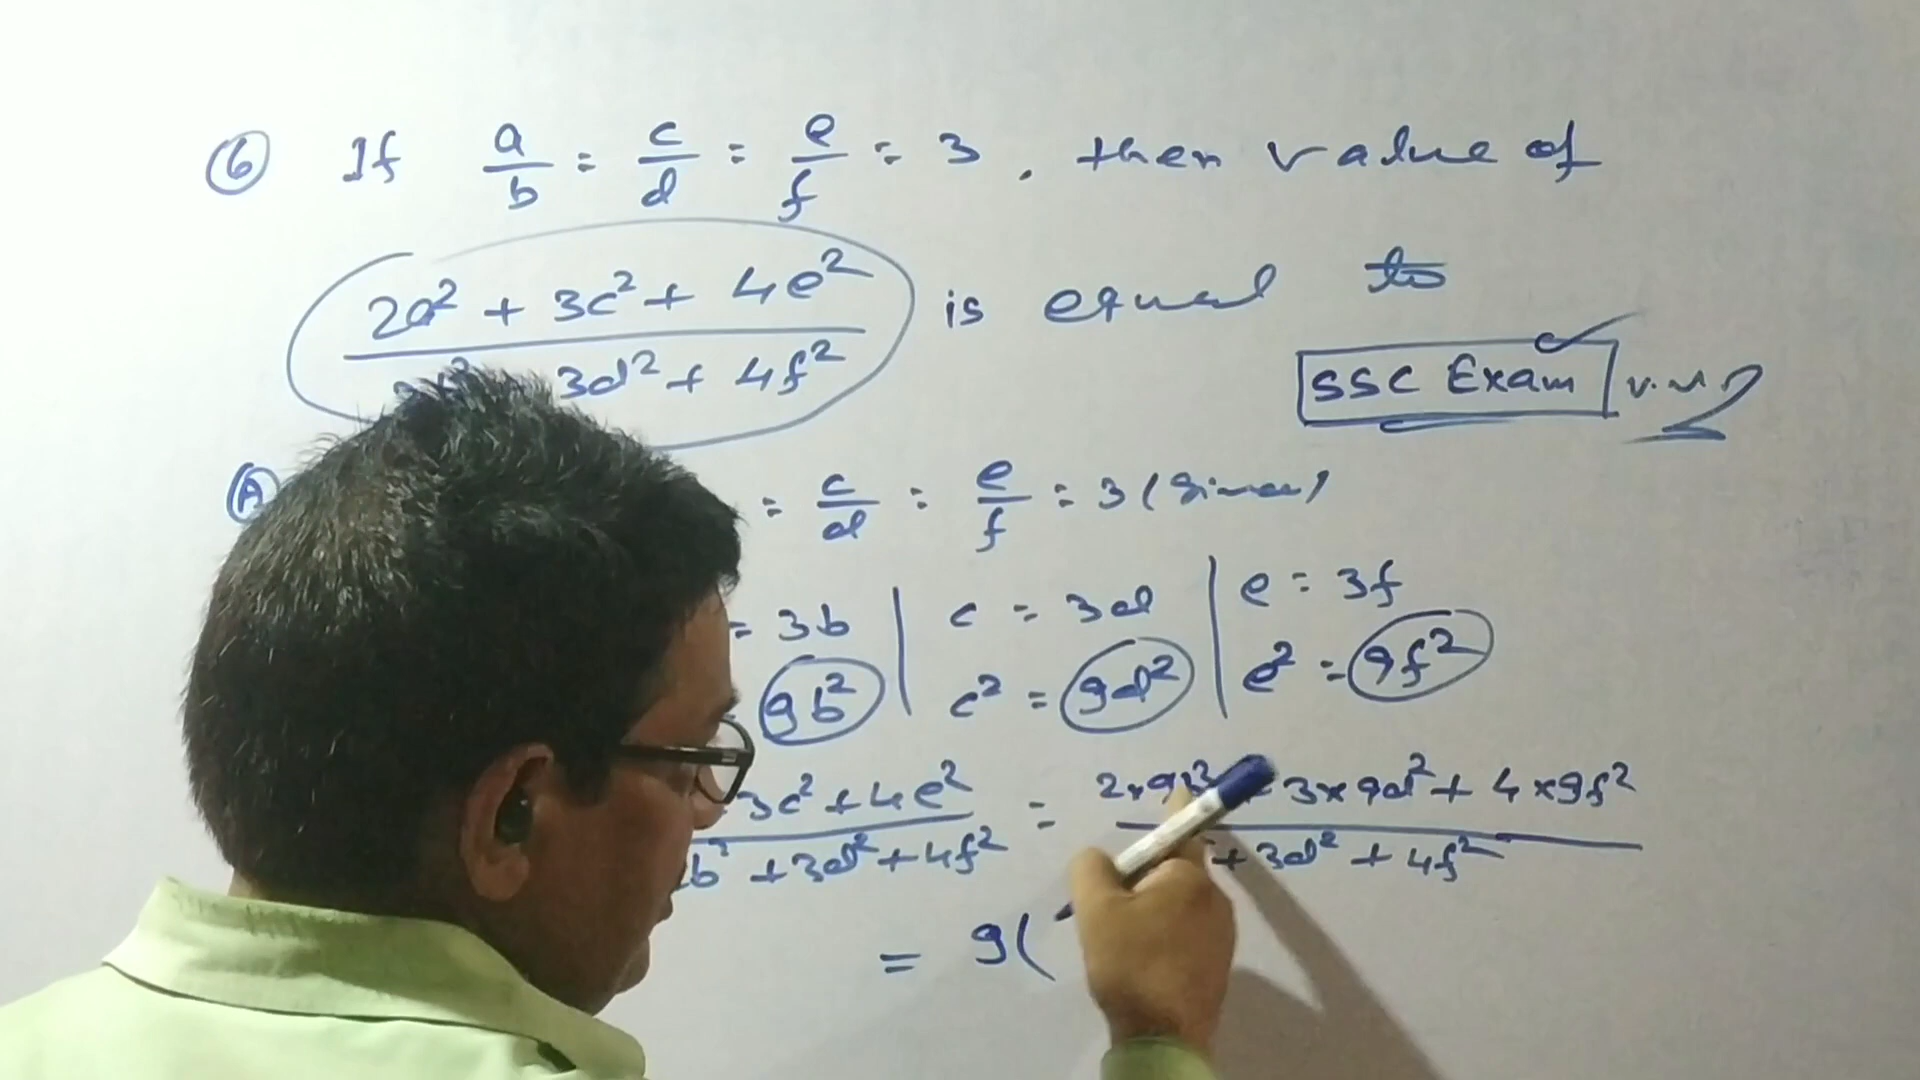 6 If a/b = c/d = e/f = 3 . then value of
2a² + 3c² + 4e² / + 3d² + 4f² is equal to
SSC Exam
A = c/d = e/f = 3 (Given)
= 3b | c = 3d | e = 3f
= 9b² | c² = 9d² | e² = 9f²
3c² + 4e² / b² + 3d² + 4f² = 2×9b² + 3×9d² + 4×9f² / + 3d² + 4f²
= 9(